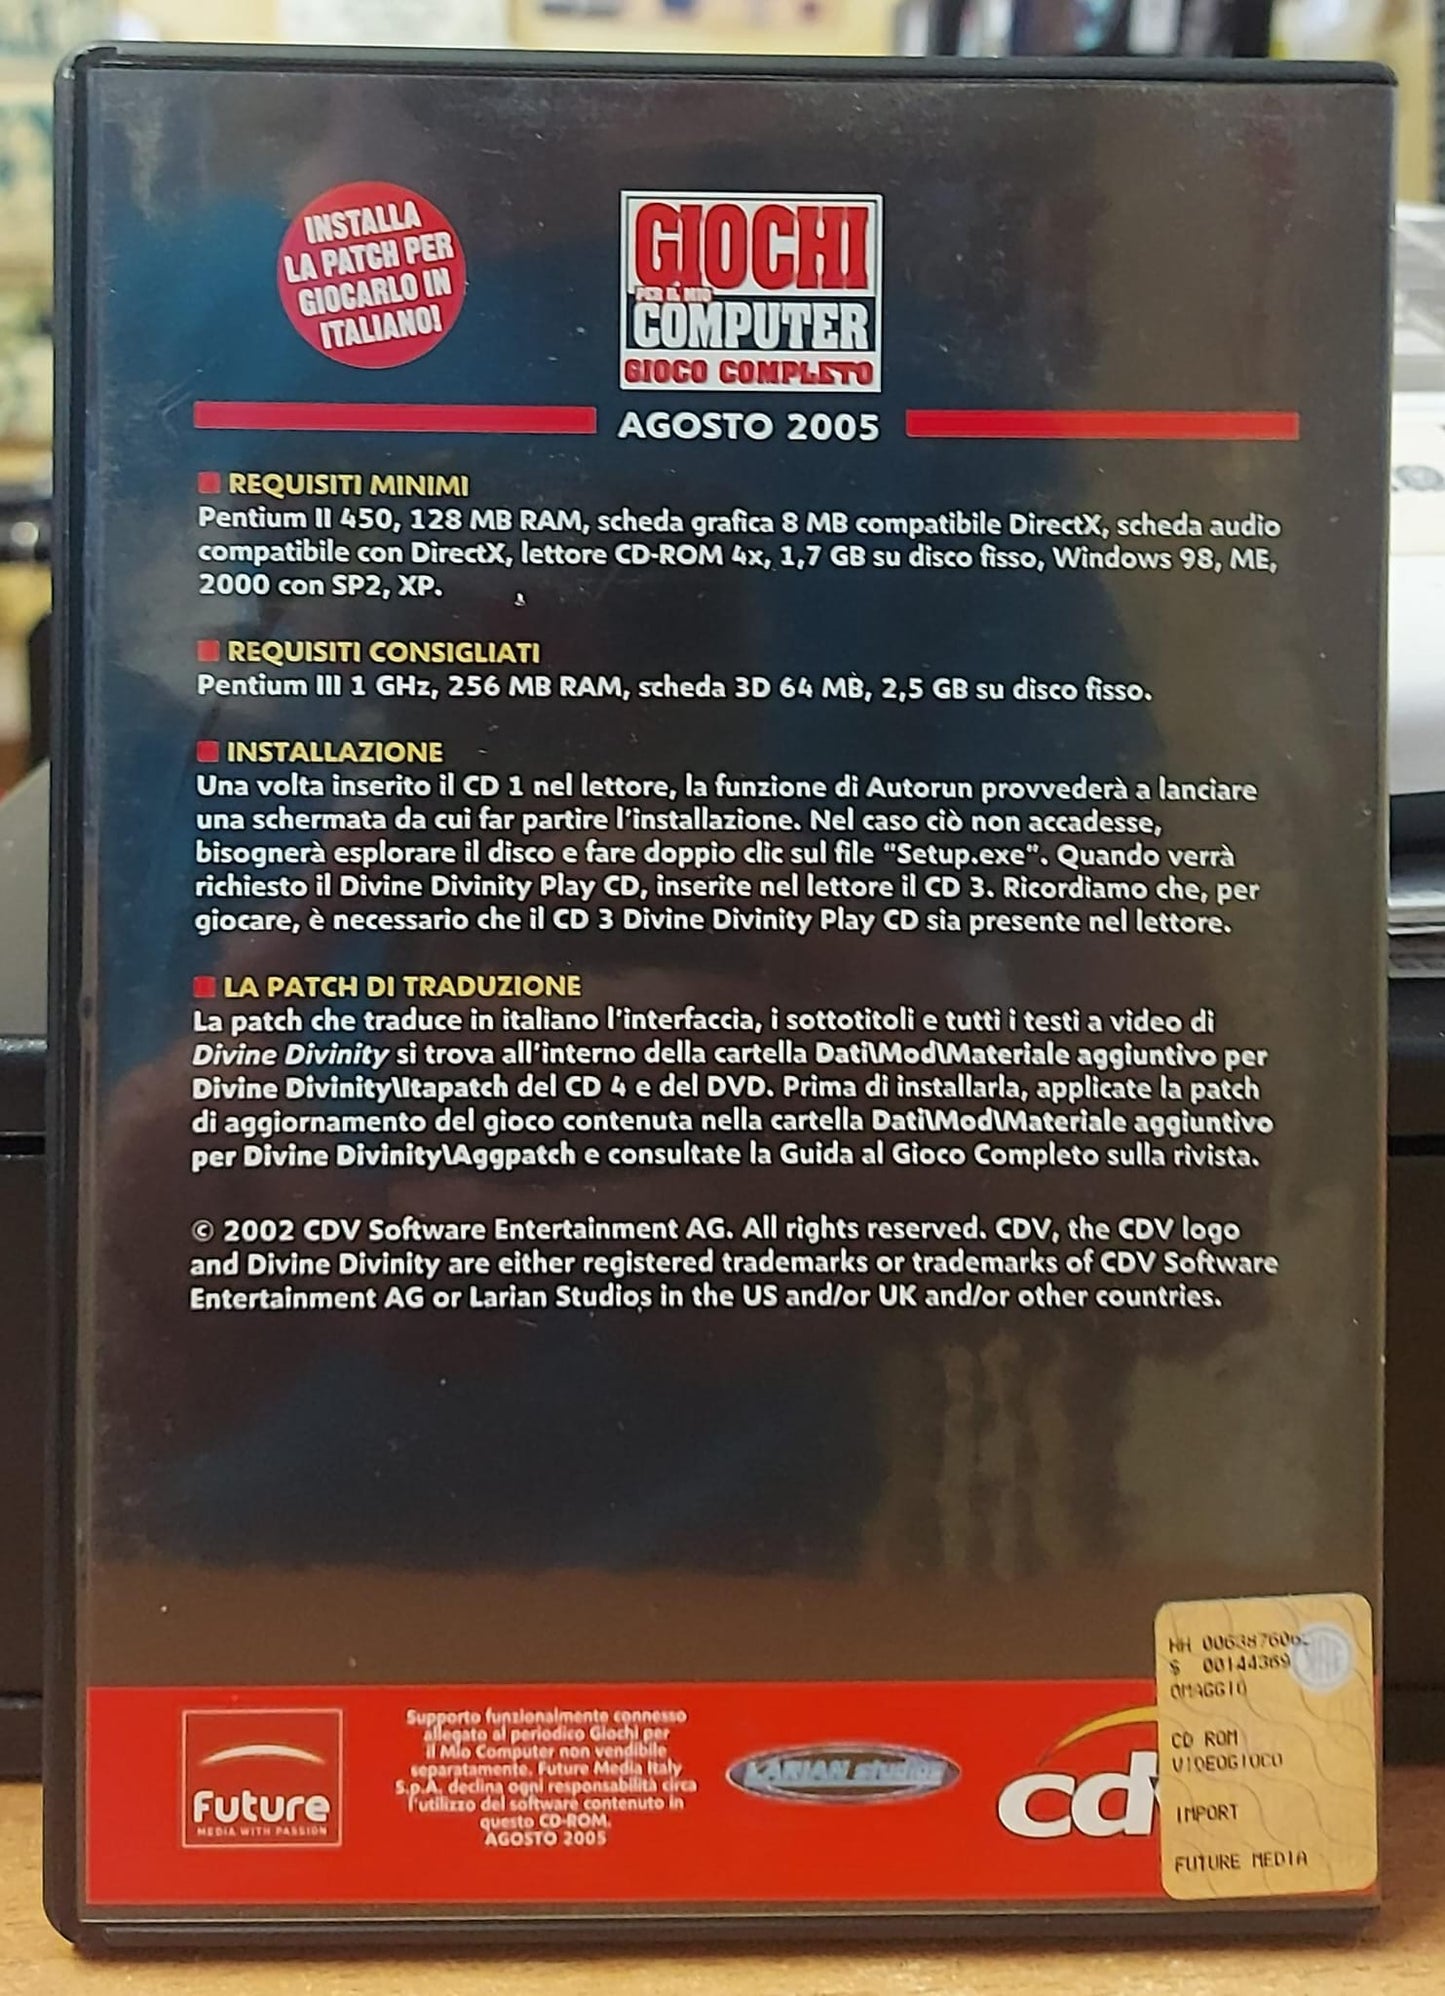 INSTALLA
LA PATCH PER
GIOCARLO IN
ITALIANO!
GIOCHI
PER IL MIO
COMPUTER
GIOCO COMPLETO
AGOSTO 2005
REQUISITI MINIMI
Pentium II 450, 128 MB RAM, scheda grafica 8 MB compatibile DirectX, scheda audio
compatibile con DirectX, lettore CD-ROM 4x, 1,7 GB su disco fisso, Windows 98, ME,
2000 con SP2, XP.
REQUISITI CONSIGLIATI
Pentium III 1 GHz, 256 MB RAM, scheda 3D 64 MB, 2,5 GB su disco fisso.
INSTALLAZIONE
Una volta inserito il CD 1 nel lettore, la funzione di Autorun provvederà a lanciare
una schermata da cui far partire l'installazione. Nel caso ciò non accadesse,
bisognerà esplorare il disco e fare doppio clic sul file "Setup.exe". Quando verrà
richiesto il Divine Divinity Play CD, inserite nel lettore il CD 3. Ricordiamo che, per
giocare, è necessario che il CD 3 Divine Divinity Play CD sia presente nel lettore.
LA PATCH DI TRADUZIONE
La patch che traduce in italiano l'interfaccia, i sottotitoli e tutti i testi a video di
Divine Divinity si trova all'interno della cartella Dati\Mod\Materiale aggiuntivo per
Divine Divinity\Itapatch del CD 4 e del DVD. Prima di installarla, applicate la patch
di aggiornamento del gioco contenuta nella cartella Dati\Mod\Materiale aggiuntivo
per Divine Divinity\Aggpatch e consultate la Guida al Gioco Completo sulla rivista.
© 2002 CDV Software Entertainment AG. All rights reserved. CDV, the CDV logo
and Divine Divinity are either registered trademarks or trademarks of CDV Software
Entertainment AG or Larian Studios in the US and/or UK and/or other countries.
Future
MEDIA WITH PASSION
Supporto funzionalmente connesso
allegato al periodico Giochi per
il Mio Computer non vendibile
separatamente. Future Media Italy
S.p.A. declina ogni responsabilità circa
l'utilizzo del software contenuto in
questo CD-ROM.
AGOSTO 2005
LARIAN studios
cdv
HH 00638760
S 00144369
OMAGGIO
CD ROM
VIDEOGIOCO
IMPORT
FUTURE MEDIA